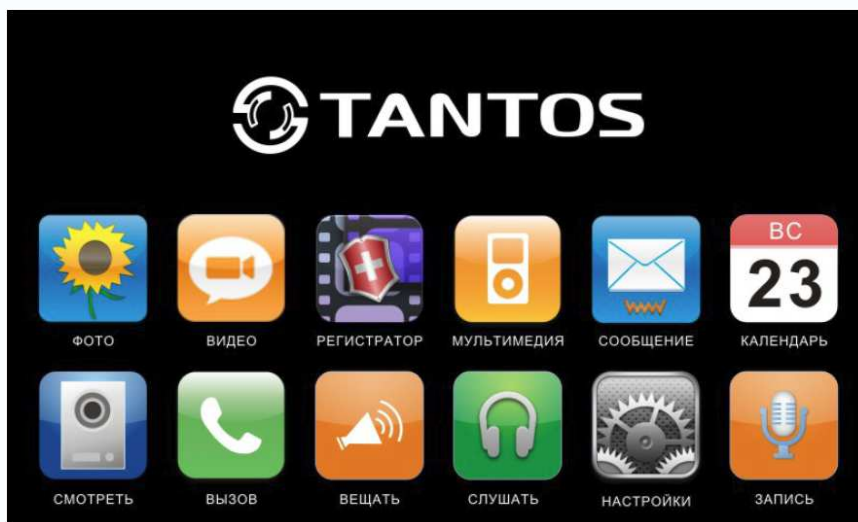 TANTOS
ВС
23
ФОТО
ВИДЕО
РЕГИСТРАТОР
МУЛЬТИМЕДИЯ
СООБЩЕНИЕ
КАЛЕНДАРЬ
СМОТРЕТЬ
ВЫЗОВ
ВЕЩАТЬ
СЛУШАТЬ
НАСТРОЙКИ
ЗАПИСЬ